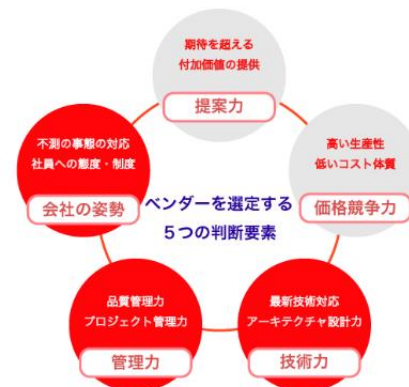 期待を超える
付加価値の提供
提案力
不測の事態の対応
社員への態度・制度
会社の姿勢
高い生産性
低いコスト体質
価格競争力
ベンダーを選定する
5つの判断要素
品質管理力
プロジェクト管理力
管理力
最新技術対応
アーキテクチャ設計力
技術力